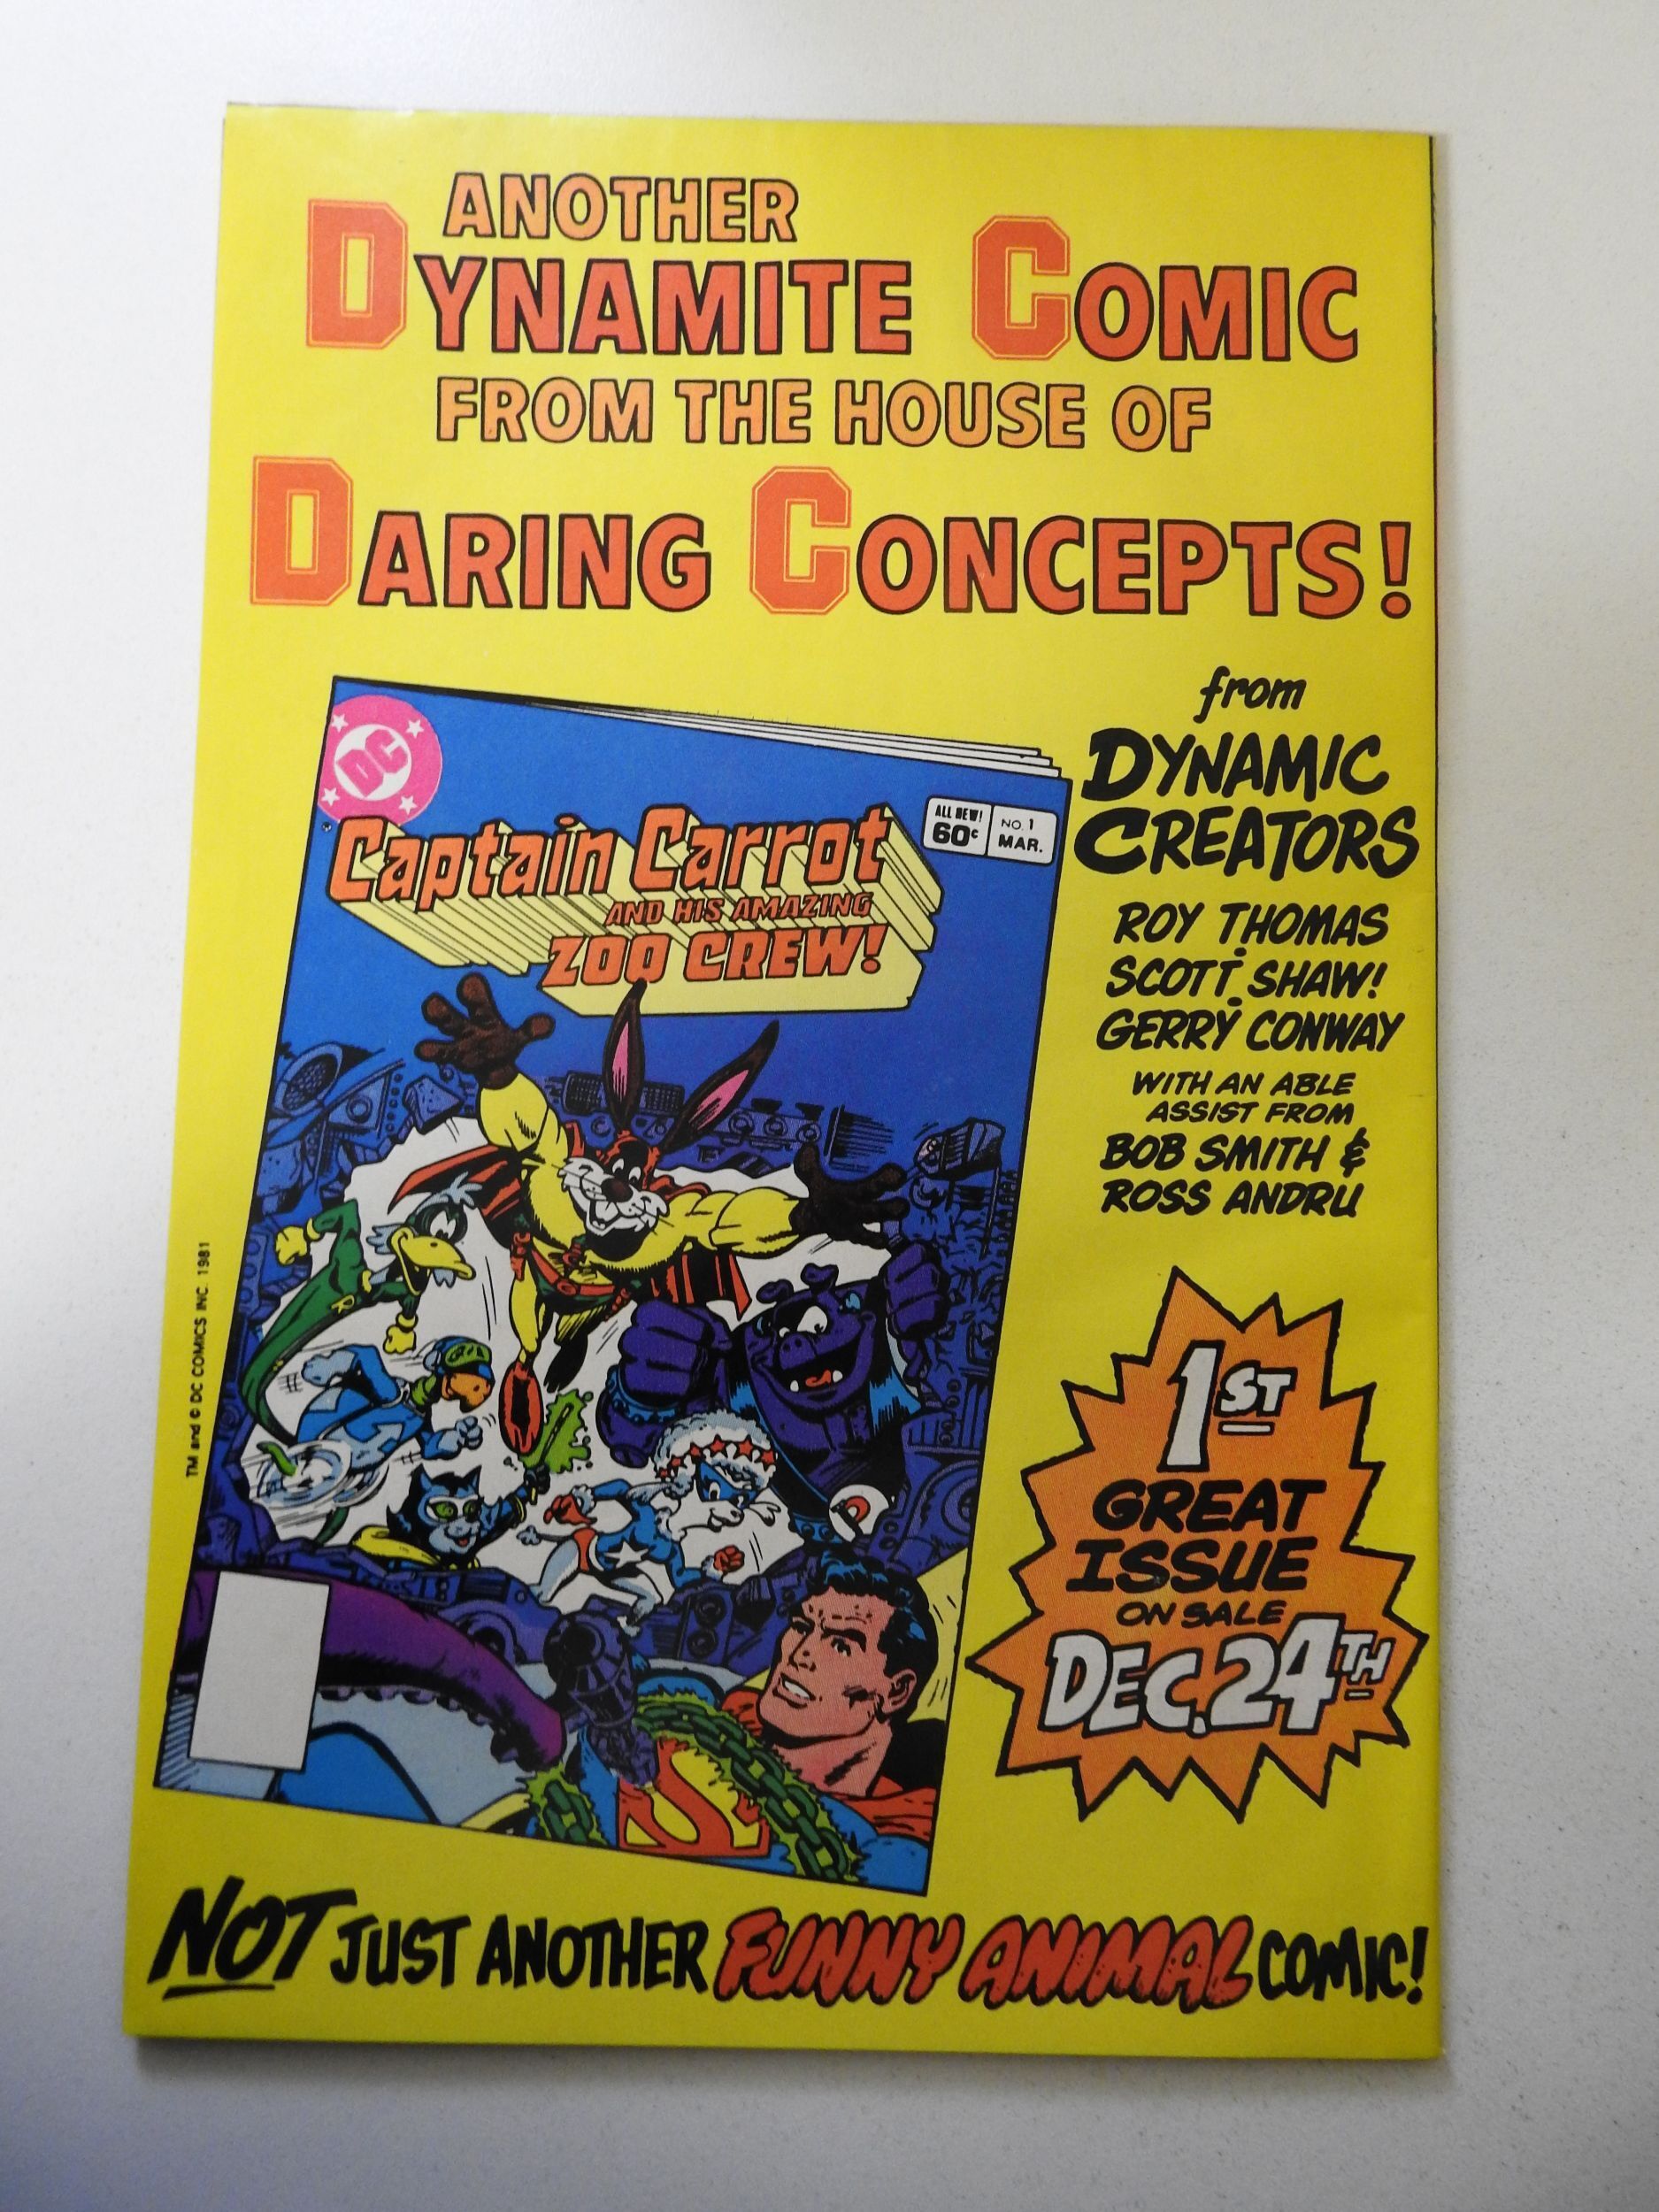 ANOTHER
DYNAMITE COMIC
FROM THE HOUSE OF
DARING CONCEPTS!
from
DYNAMIC
CREATORS
ROY THOMAS
SCOTT SHAW!
GERRY CONWAY
WITH AN ABLE
ASSIST FROM
BOB SMITH &
ROSS ANDRU
DC
ALL NEW!
60¢
NO. 1
MAR.
Captain Carrot
AND HIS AMAZING
ZOO CREW!
S
TM and © DC COMICS INC. 1981
1ST
GREAT
ISSUE
ON SALE
DEC. 24TH
NOT JUST ANOTHER FUNNY ANIMAL COMIC!